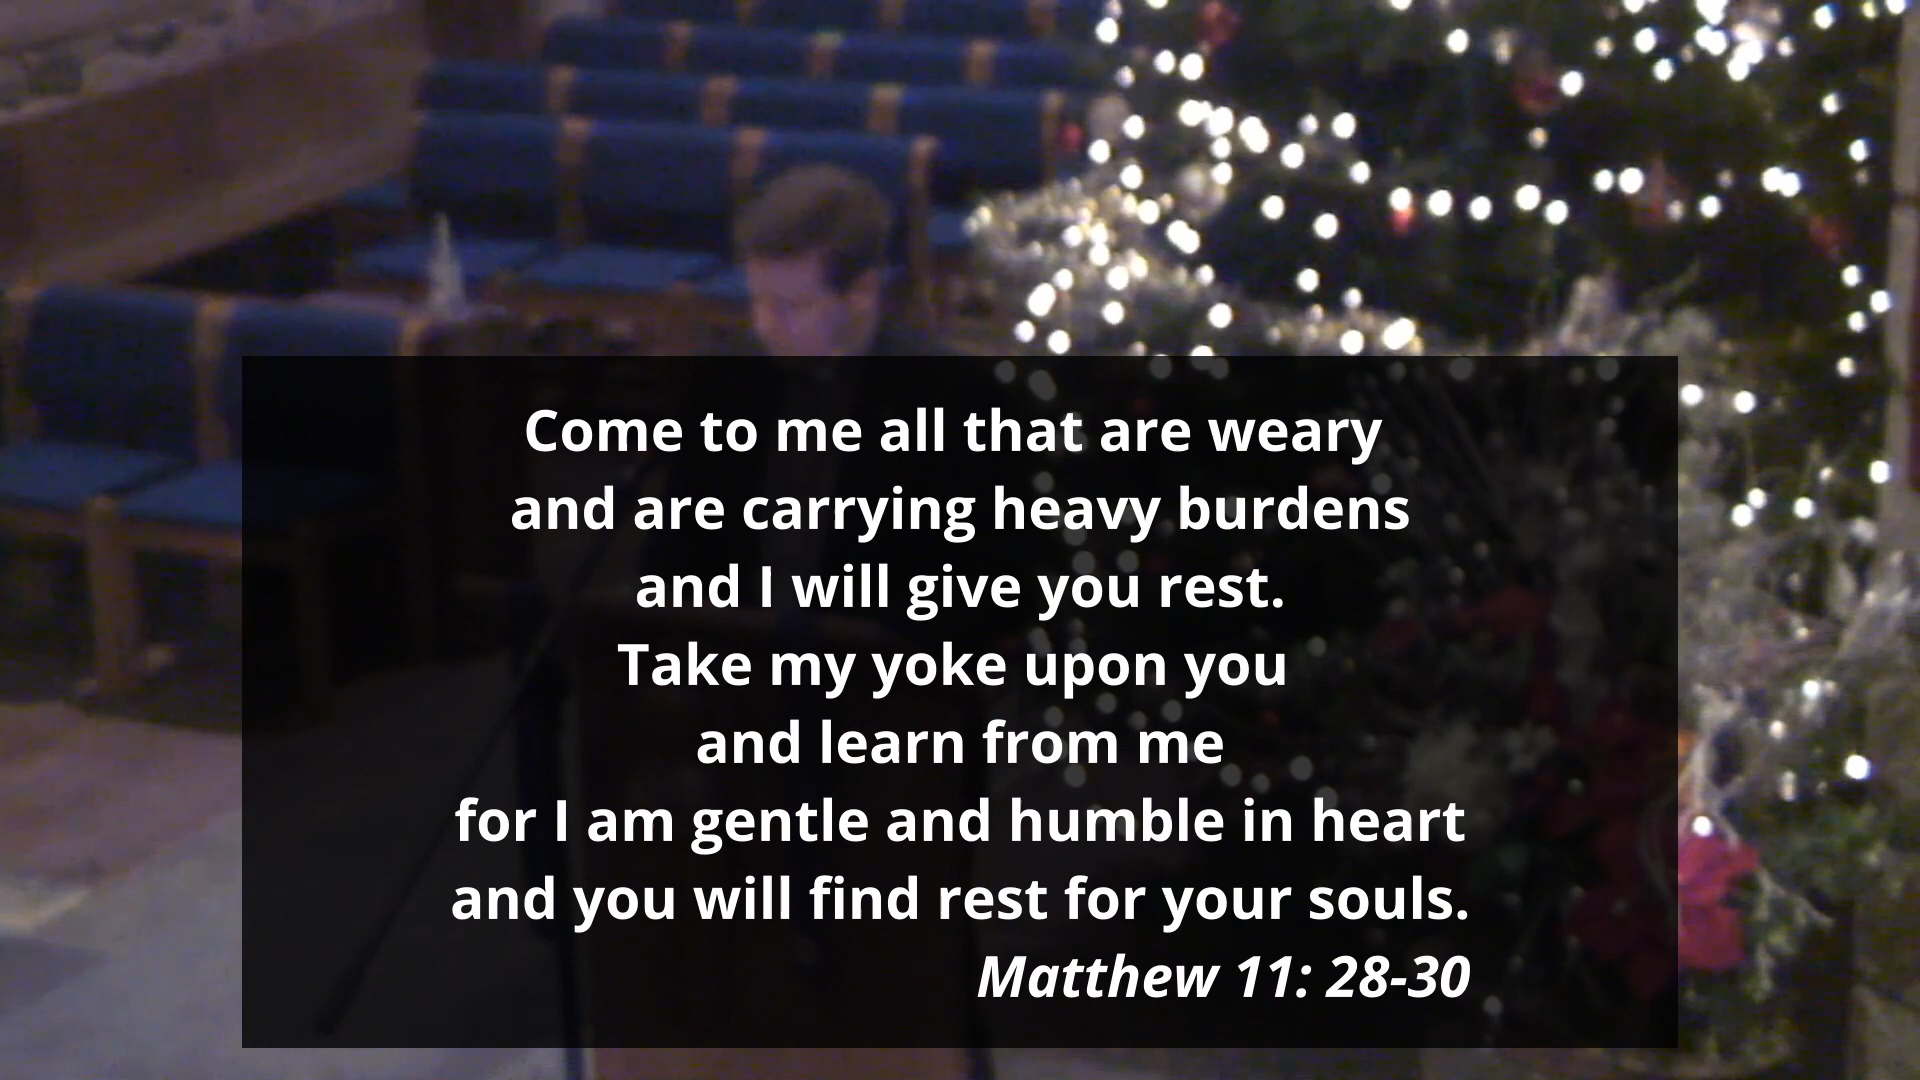 Come to me all that are weary
and are carrying heavy burdens
and I will give you rest.
Take my yoke upon you
and learn from me
for I am gentle and humble in heart
and you will find rest for your souls.
Matthew 11: 28-30